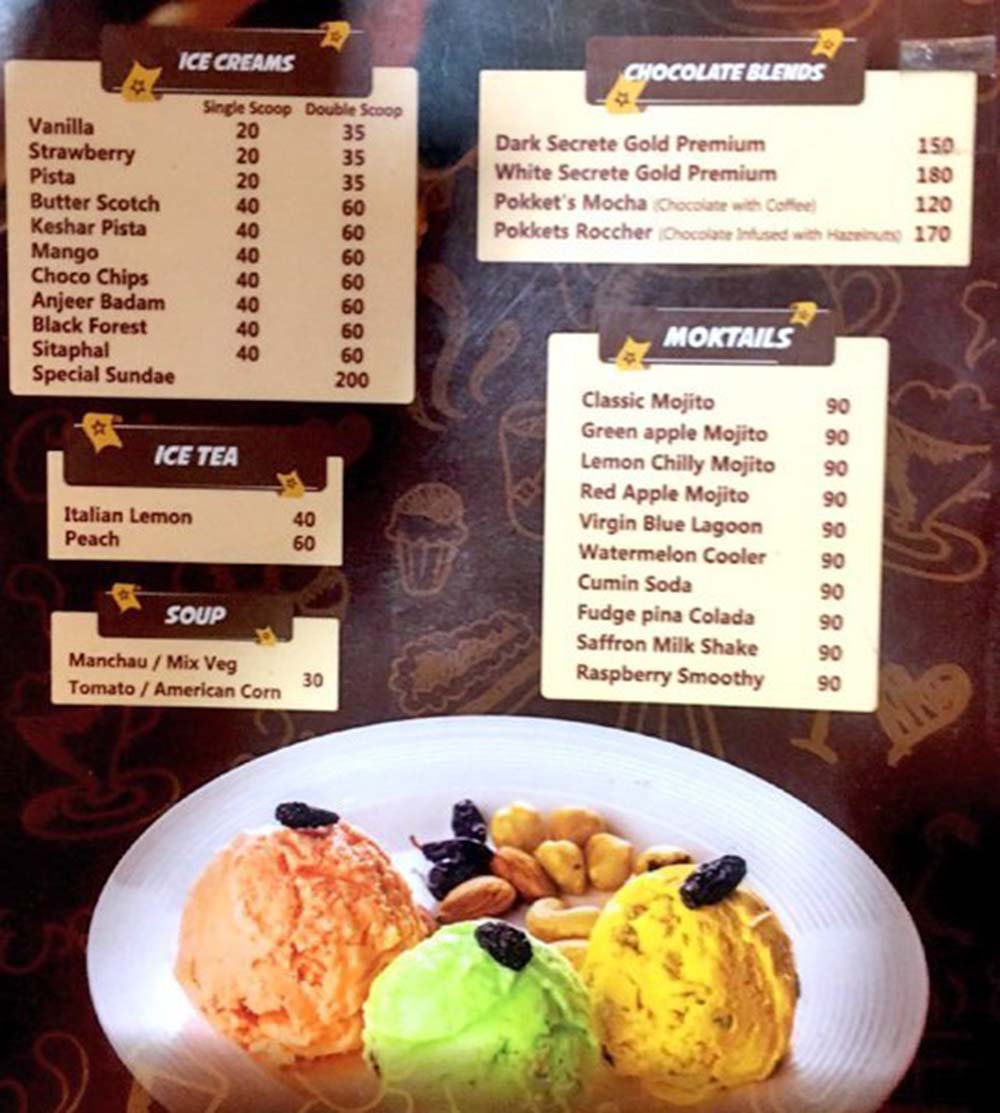 ICE CREAMS
Single Scoop Double Scoop
Vanilla 20 35
Strawberry 20 35
Pista 20 35
Butter Scotch 40 60
Keshar Pista 40 60
Mango 40 60
Choco Chips 40 60
Anjeer Badam 40 60
Black Forest 40 60
Sitaphal 40 60
Special Sundae 200
ICE TEA
Italian Lemon 40
Peach 60
SOUP
Manchau / Mix Veg
Tomato / American Corn 30
CHOCOLATE BLENDS
Dark Secrete Gold Premium 150
White Secrete Gold Premium 180
Pokket's Mocha (Chocolate with Coffee) 120
Pokkets Roccher (Chocolate Infused with Hazelnuts) 170
MOKTAILS
Classic Mojito 90
Green apple Mojito 90
Lemon Chilly Mojito 90
Red Apple Mojito 90
Virgin Blue Lagoon 90
Watermelon Cooler 90
Cumin Soda 90
Fudge pina Colada 90
Saffron Milk Shake 90
Raspberry Smoothy 90